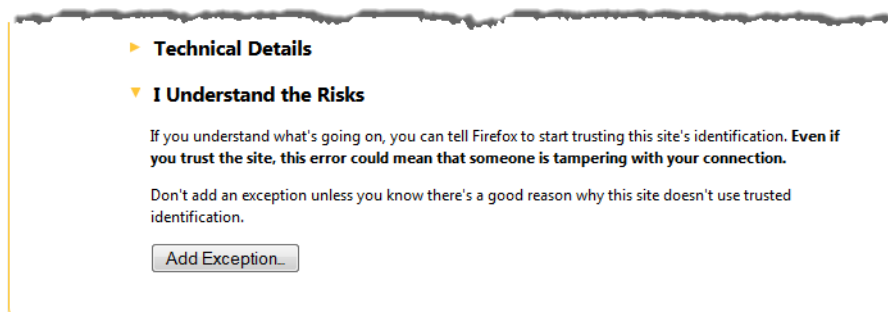 Technical Details
I Understand the Risks
If you understand what's going on, you can tell Firefox to start trusting this site's identification. Even if
you trust the site, this error could mean that someone is tampering with your connection.
Don't add an exception unless you know there's a good reason why this site doesn't use trusted
identification.
Add Exception...